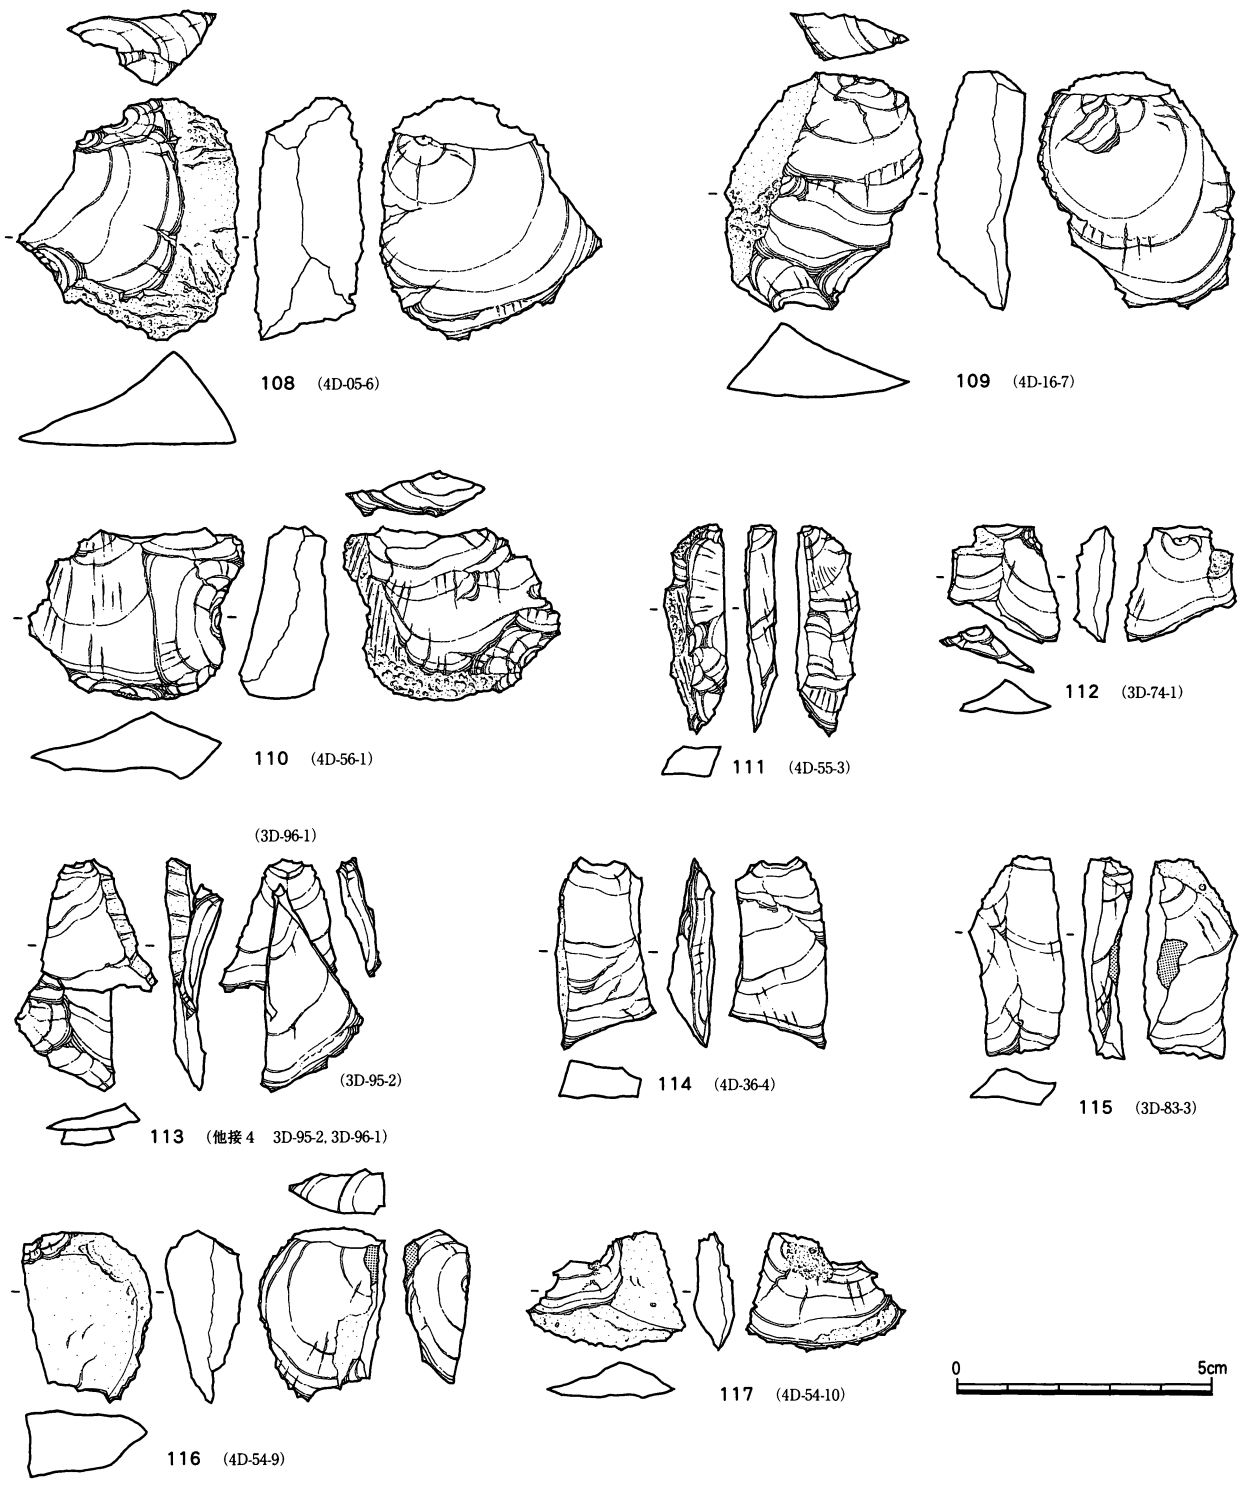 108 (4D-05-6)
109 (4D-16-7)
110 (4D-56-1)
111 (4D-55-3)
112 (3D-74-1)
(3D-96-1)
(3D-95-2)
113 (他接4 3D-95-2, 3D-96-1)
114 (4D-36-4)
115 (3D-83-3)
116 (4D-54-9)
117 (4D-54-10)
0 5cm